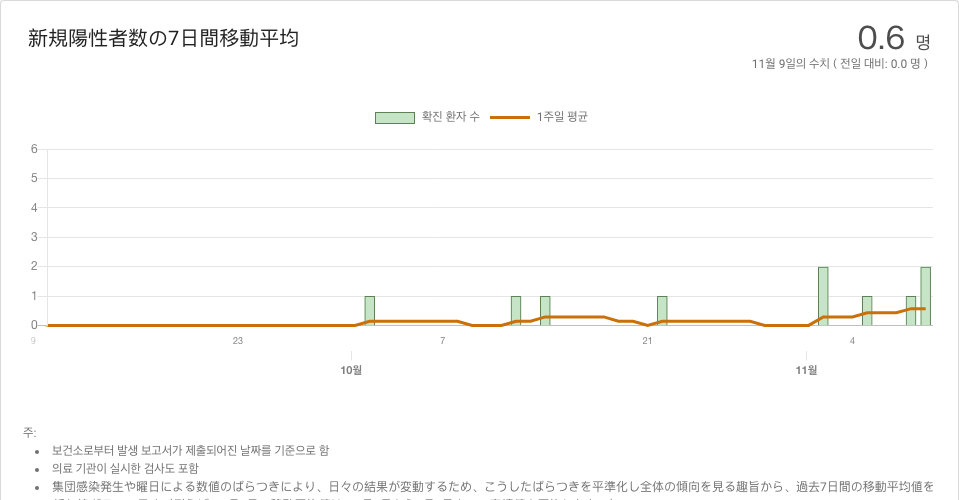 新規陽性者数の7日間移動平均
0.6 명
11월 9일의 수치 ( 전일 대비: 0.0 명 )
확진 환자 수 1주일 평균
6
5
4
3
2
1
0
9 23 7 21 4
10월 11월
주:
보건소로부터 발생 보고서가 제출되어진 날짜를 기준으로 함
의료 기관이 실시한 검사도 포함
集団感染発生や曜日による数値のばらつきにより、日々の結果が変動するため、こうしたばらつきを平準化し全体の傾向を見る趣旨から、過去7日間の移動平均値を